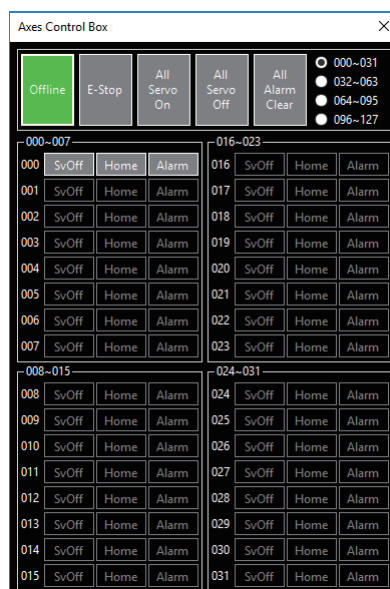 Axes Control Box
Offline
E-Stop
All
Servo
On
All
Servo
Off
All
Alarm
Clear
000~031
032~063
064~095
096~127
000~007
000 SvOff Home Alarm
001 SvOff Home Alarm
002 SvOff Home Alarm
003 SvOff Home Alarm
004 SvOff Home Alarm
005 SvOff Home Alarm
006 SvOff Home Alarm
007 SvOff Home Alarm
016~023
016 SvOff Home Alarm
017 SvOff Home Alarm
018 SvOff Home Alarm
019 SvOff Home Alarm
020 SvOff Home Alarm
021 SvOff Home Alarm
022 SvOff Home Alarm
023 SvOff Home Alarm
008~015
008 SvOff Home Alarm
009 SvOff Home Alarm
010 SvOff Home Alarm
011 SvOff Home Alarm
012 SvOff Home Alarm
013 SvOff Home Alarm
014 SvOff Home Alarm
015 SvOff Home Alarm
024~031
024 SvOff Home Alarm
025 SvOff Home Alarm
026 SvOff Home Alarm
027 SvOff Home Alarm
028 SvOff Home Alarm
029 SvOff Home Alarm
030 SvOff Home Alarm
031 SvOff Home Alarm